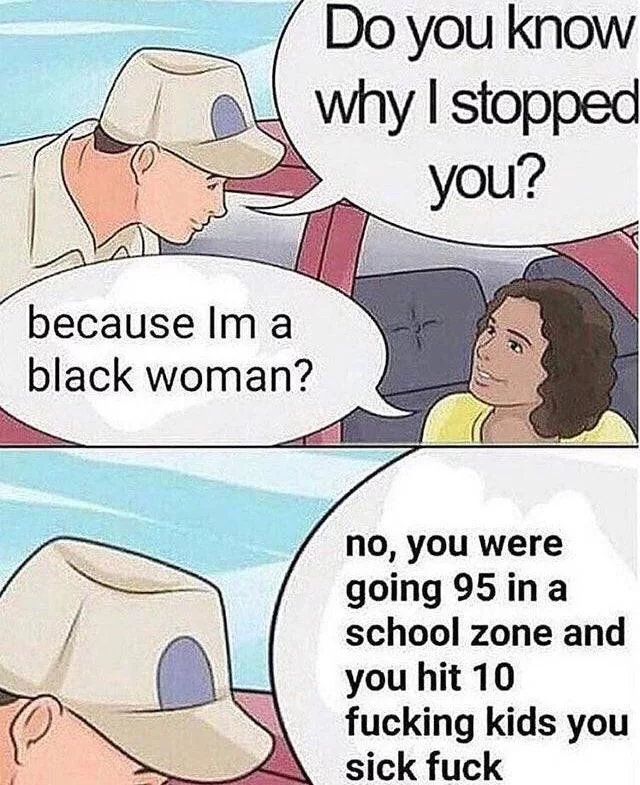 Do you know
why I stopped
you?
because Im a
black woman?
no, you were
going 95 in a
school zone and
you hit 10
fucking kids you
sick fuck